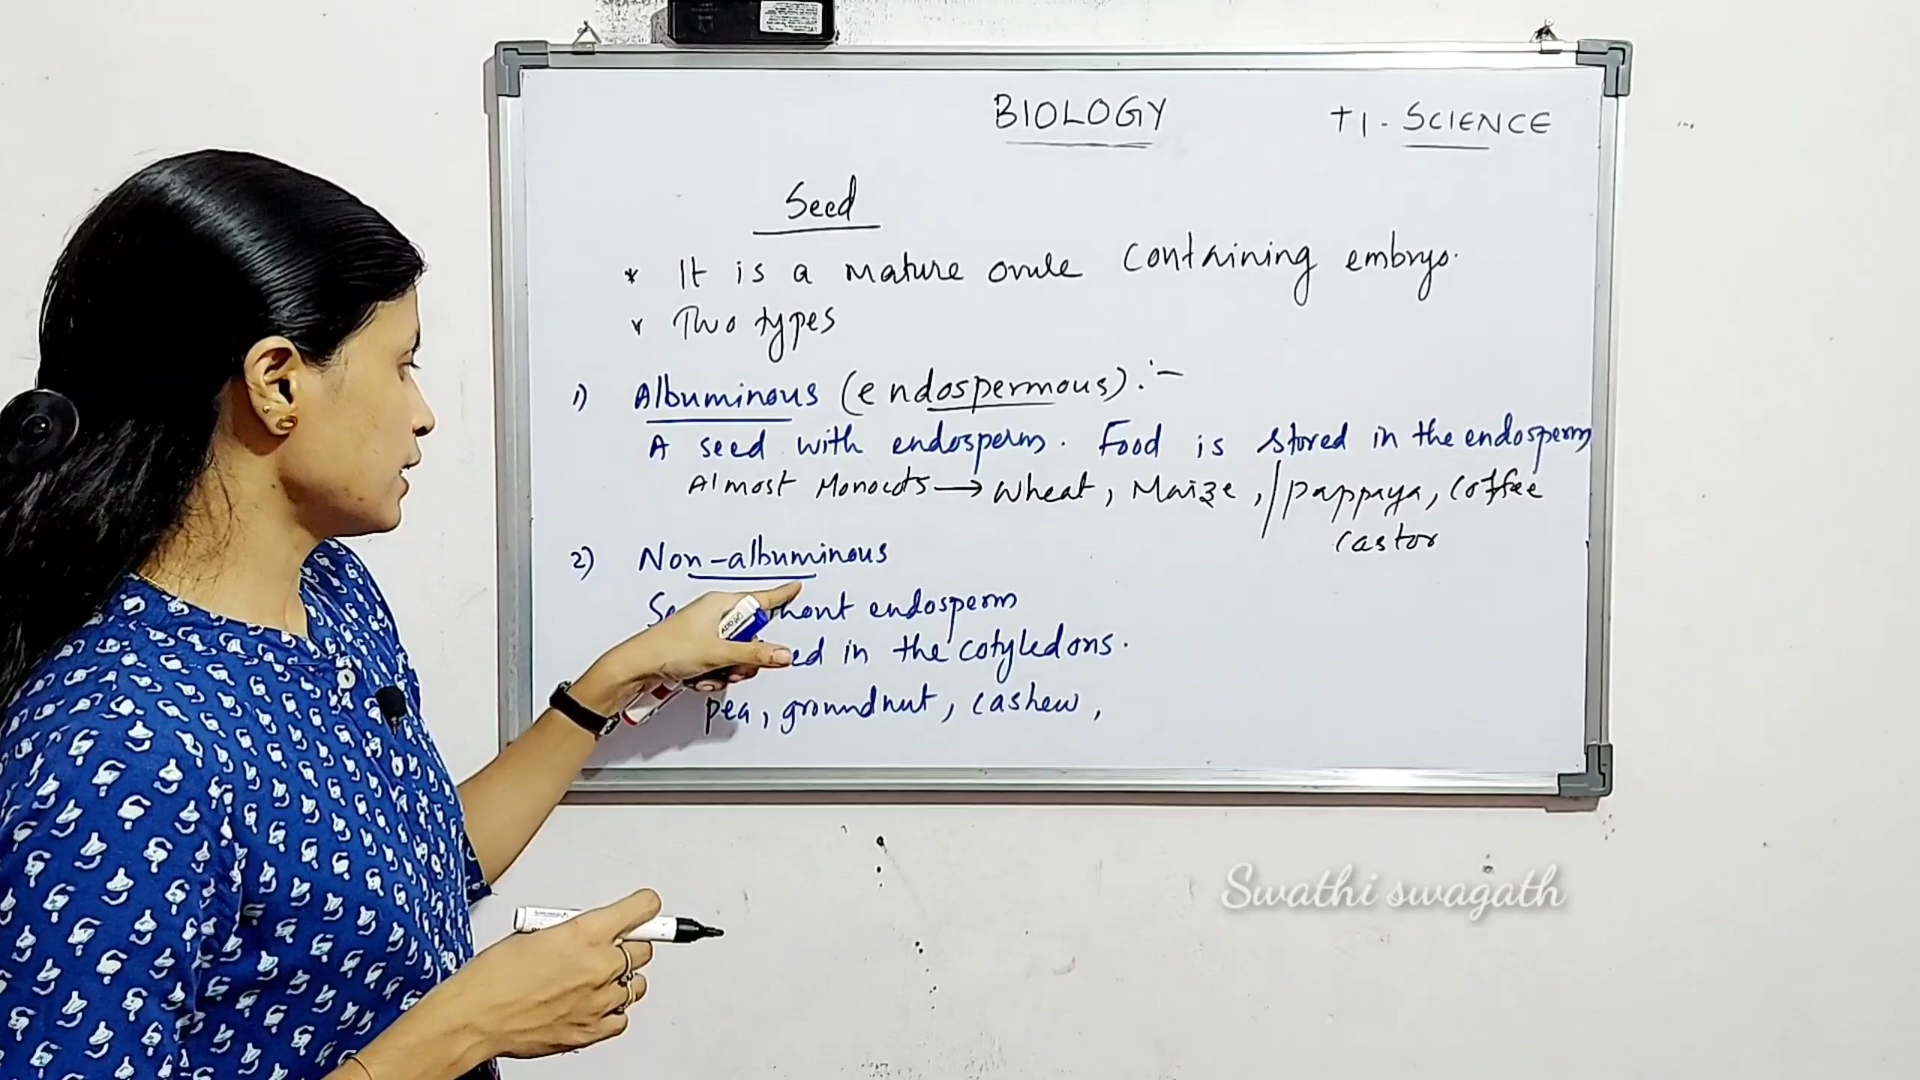 BIOLOGY
+1 - SCIENCE
Seed
* It is a mature ovule containing embryo.
* Two types
1) Albuminous (endospermous) :-
A seed with endosperm. Food is stored in the endosperm
Almost Monocots → Wheat, Maize, / pappaya, coffee
castor
2) Non-albuminous
endosperm
in the cotyledons.
pea, groundnut, cashew,
Swathi swagath